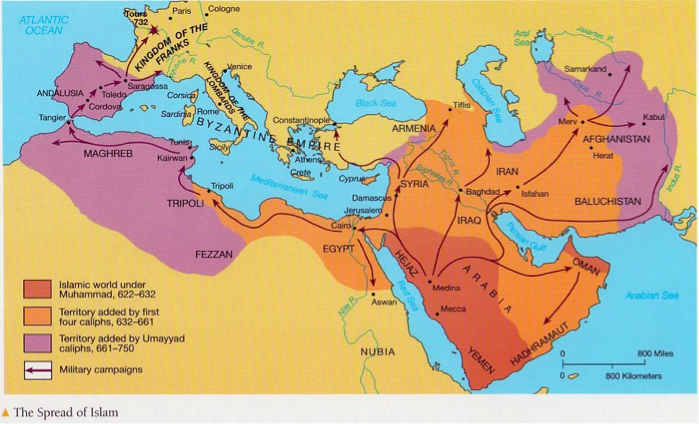 ATLANTIC
OCEAN
Tours
732
Paris
Cologne
KINGDOM OF THE
FRANKS
Rhone R.
Danube R.
Venice
KINGDOM OF THE
LOMBARDS
Aral
Sea
Jaxartes R.
Samarkand
Caspian
Sea
Black Sea
Saragossa
ANDALUSIA
Toledo
Cordova
Tangier
Corsica
Sardinia
Rome
BYZANTINE EMPIRE
Constantinople
Tiflis
ARMENIA
Merv
Kabul
AFGHANISTAN
Herat
MAGHREB
Tunis
Kairwan
Sicily
Athens
Crete
Cyprus
Mediterranean Sea
Tigris R.
Euphrates R.
SYRIA
Damascus
Jerusalem
Baghdad
IRAN
Isfahan
IRAQ
BALUCHISTAN
Indus R.
Tripoli
TRIPOLI
FEZZAN
Cairo
EGYPT
Aswan
Nile R.
NUBIA
Persian Gulf
HEJAZ
ARABIA
Medina
Mecca
Red Sea
OMAN
HADHRAMAUT
YEMEN
Arabian Sea
Islamic world under
Muhammad, 622–632
Territory added by first
four caliphs, 632–661
Territory added by Umayyad
caliphs, 661–750
Military campaigns
0 800 Miles
0 800 Kilometers
The Spread of Islam